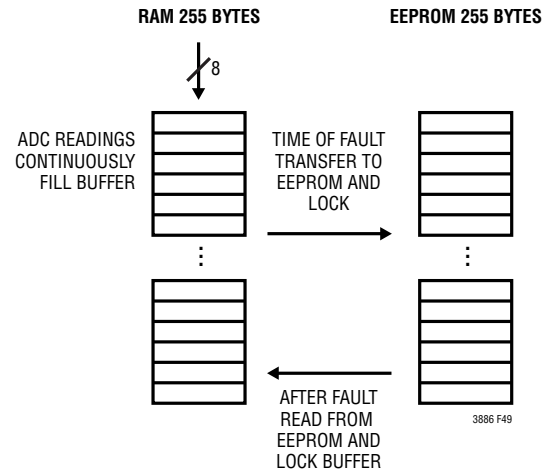 RAM 255 BYTES
EEPROM 255 BYTES
8
ADC READINGS
CONTINUOUSLY
FILL BUFFER
TIME OF FAULT
TRANSFER TO
EEPROM AND
LOCK
AFTER FAULT
READ FROM
EEPROM AND
LOCK BUFFER
3886 F49